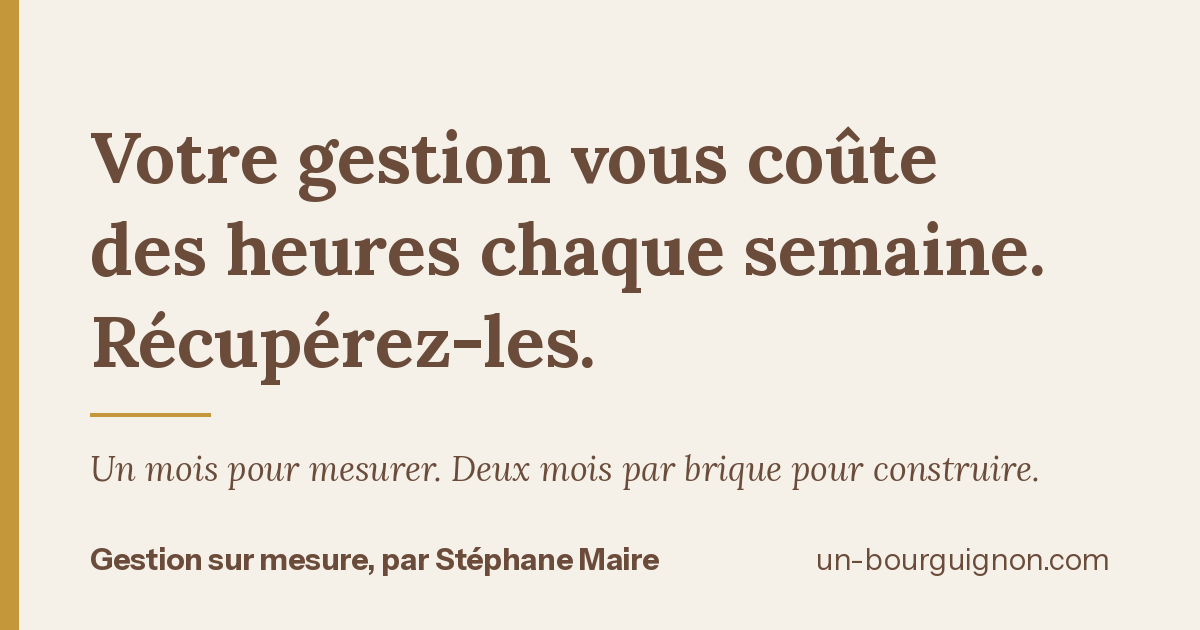 Votre gestion vous coûte
des heures chaque semaine.
Récupérez-les.
Un mois pour mesurer. Deux mois par brique pour construire.
Gestion sur mesure, par Stéphane Maire
un-bourguignon.com